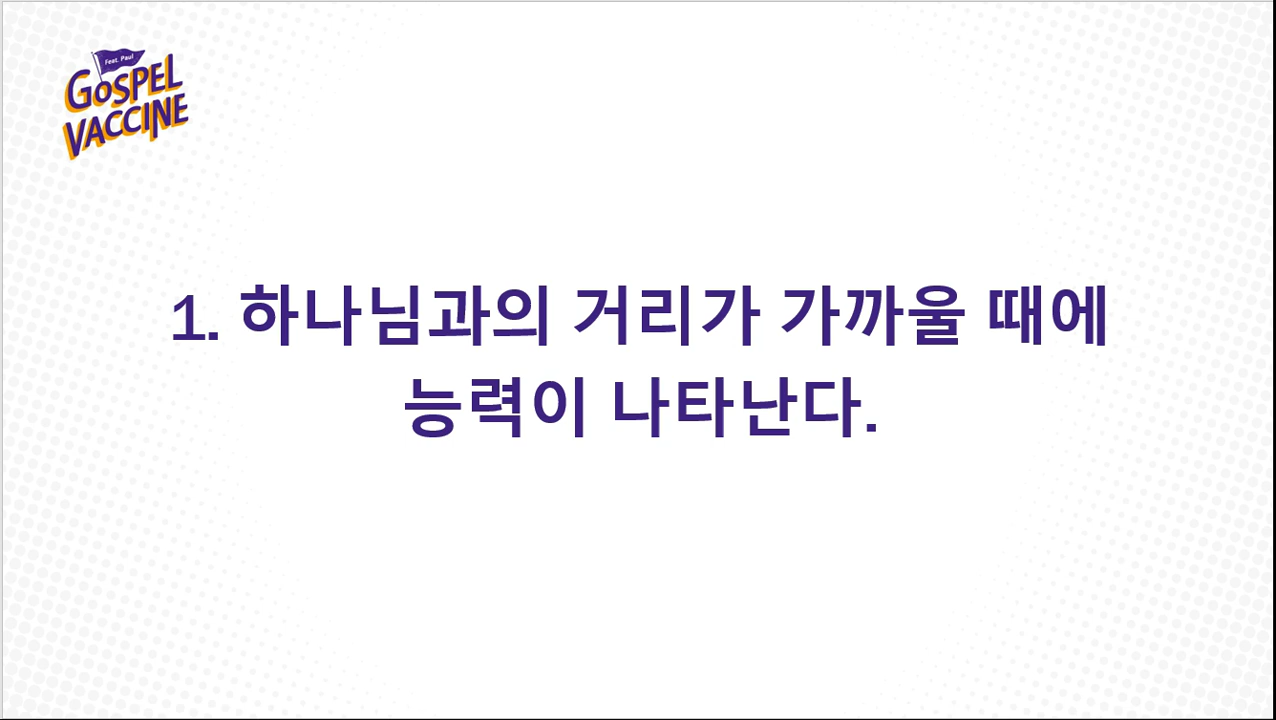 Feat. Paul
GOSPEL
VACCINE
1. 하나님과의 거리가 가까울 때에
능력이 나타난다.